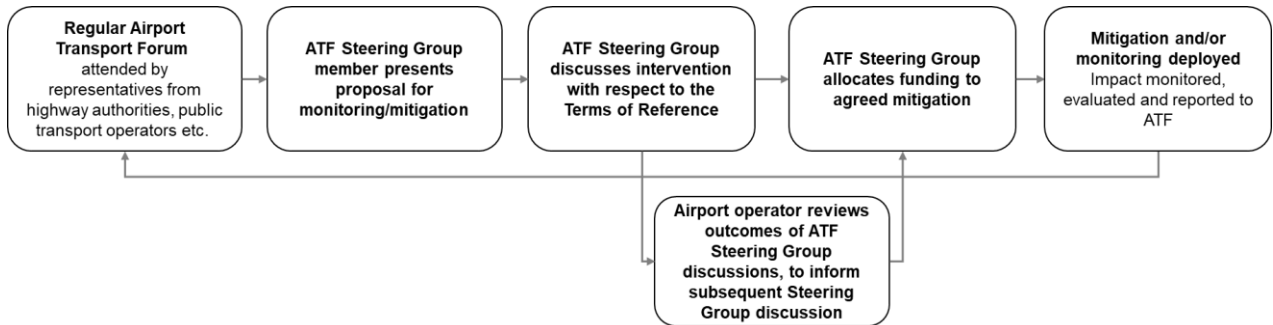 Regular Airport
Transport Forum
attended by
representatives from
highway authorities, public
transport operators etc.
ATF Steering Group
member presents
proposal for
monitoring/mitigation
ATF Steering Group
discusses intervention
with respect to the
Terms of Reference
ATF Steering Group
allocates funding to
agreed mitigation
Mitigation and/or
monitoring deployed
Impact monitored,
evaluated and reported to
ATF
Airport operator reviews
outcomes of ATF
Steering Group
discussions, to inform
subsequent Steering
Group discussion